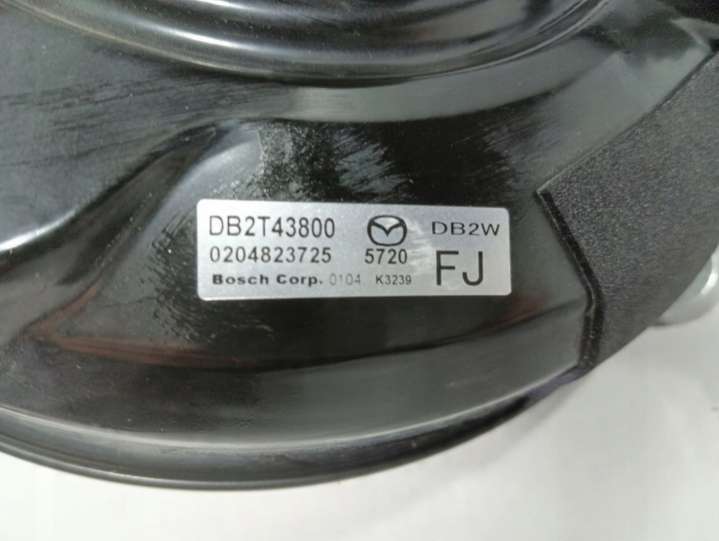 DB2T43800 DB2W
0204823725 5720 FJ
Bosch Corp. 0104 K3239